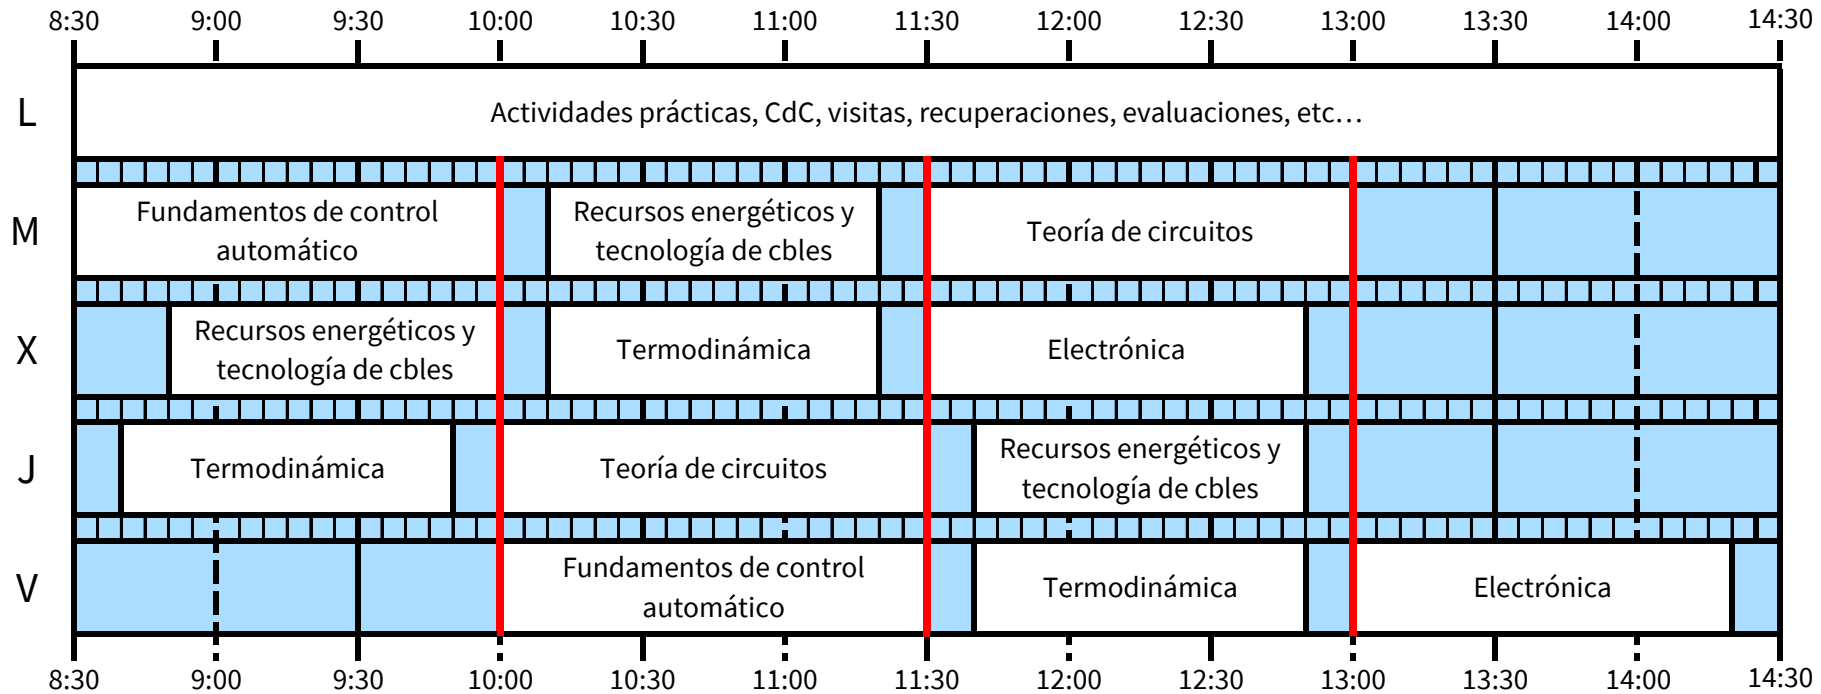 8:30 9:00 9:30 10:00 10:30 11:00 11:30 12:00 12:30 13:00 13:30 14:00 14:30
L
Actividades prácticas, CdC, visitas, recuperaciones, evaluaciones, etc...
M
Fundamentos de control
automático
Recursos energéticos y
tecnología de cbles
Teoría de circuitos
X
Recursos energéticos y
tecnología de cbles
Termodinámica
Electrónica
J
Termodinámica
Teoría de circuitos
Recursos energéticos y
tecnología de cbles
V
Fundamentos de control
automático
Termodinámica
Electrónica
8:30 9:00 9:30 10:00 10:30 11:00 11:30 12:00 12:30 13:00 13:30 14:00 14:30